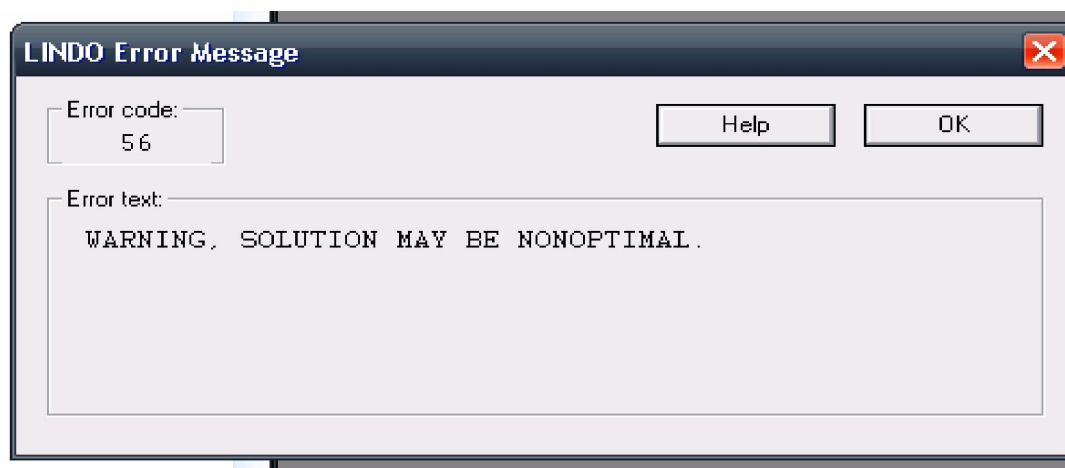 LINDO Error Message
Error code:
56
Help
OK
Error text:
WARNING, SOLUTION MAY BE NONOPTIMAL.